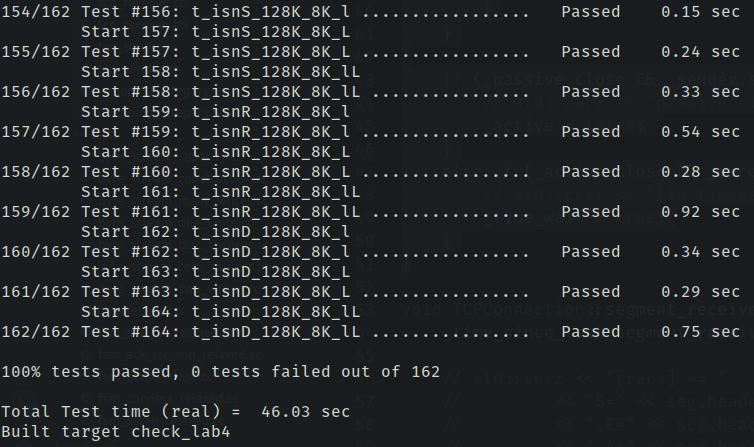 154/162 Test #156: t_isnS_128K_8K_l .................   Passed    0.15 sec
        Start 157: t_isnS_128K_8K_L
155/162 Test #157: t_isnS_128K_8K_L .................   Passed    0.24 sec
        Start 158: t_isnS_128K_8K_lL
156/162 Test #158: t_isnS_128K_8K_lL ................   Passed    0.33 sec
        Start 159: t_isnR_128K_8K_l
157/162 Test #159: t_isnR_128K_8K_l .................   Passed    0.54 sec
        Start 160: t_isnR_128K_8K_L
158/162 Test #160: t_isnR_128K_8K_L .................   Passed    0.28 sec
        Start 161: t_isnR_128K_8K_lL
159/162 Test #161: t_isnR_128K_8K_lL ................   Passed    0.92 sec
        Start 162: t_isnD_128K_8K_l
160/162 Test #162: t_isnD_128K_8K_l .................   Passed    0.34 sec
        Start 163: t_isnD_128K_8K_L
161/162 Test #163: t_isnD_128K_8K_L .................   Passed    0.29 sec
        Start 164: t_isnD_128K_8K_lL
162/162 Test #164: t_isnD_128K_8K_lL ................   Passed    0.75 sec
100% tests passed, 0 tests failed out of 162
Total Test time (real) =  46.03 sec
Built target check_lab4